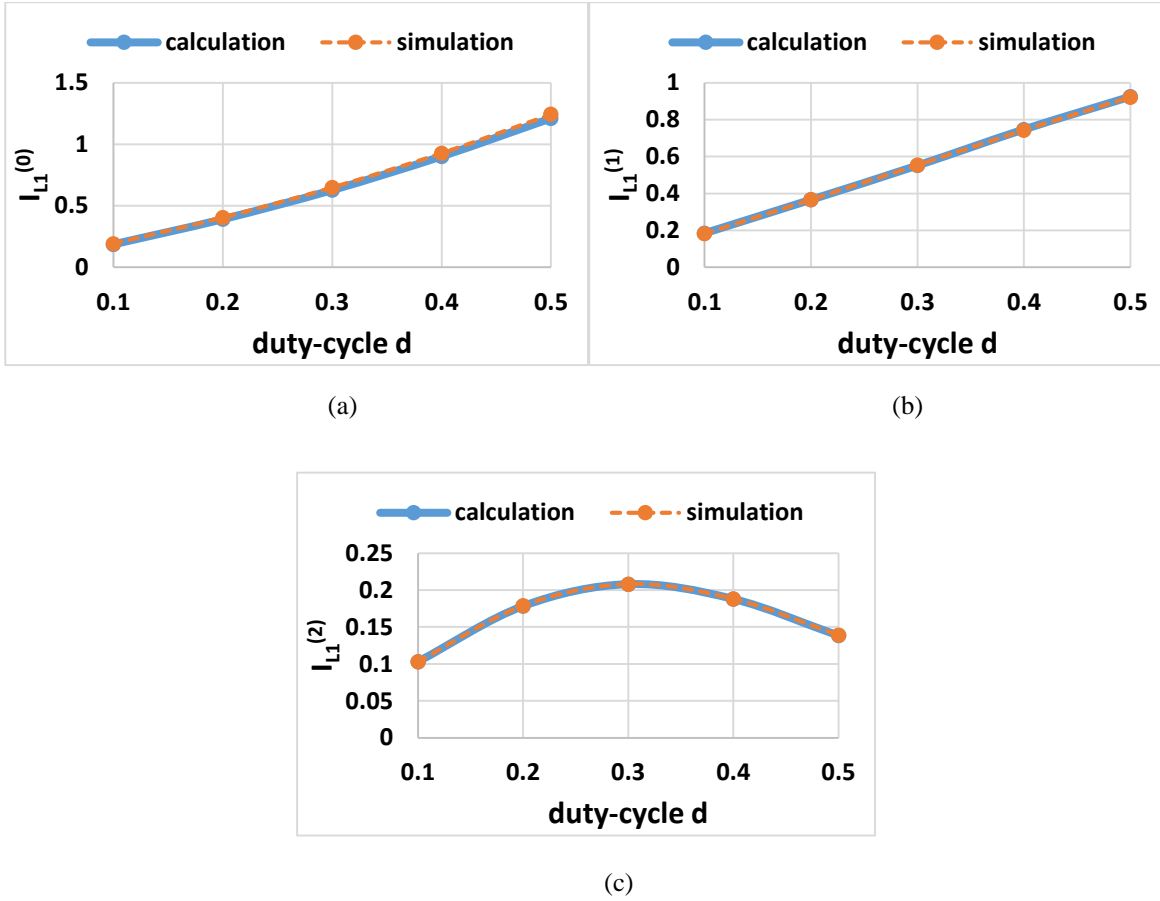 calculation simulation
1.5
1
0.5
0
I_L1^(0)
0.1 0.2 0.3 0.4 0.5
duty-cycle d
(a)
calculation simulation
1
0.8
0.6
0.4
0.2
0
I_L1^(1)
0.1 0.2 0.3 0.4 0.5
duty-cycle d
(b)
calculation simulation
0.25
0.2
0.15
0.1
0.05
0
I_L1^(2)
0.1 0.2 0.3 0.4 0.5
duty-cycle d
(c)